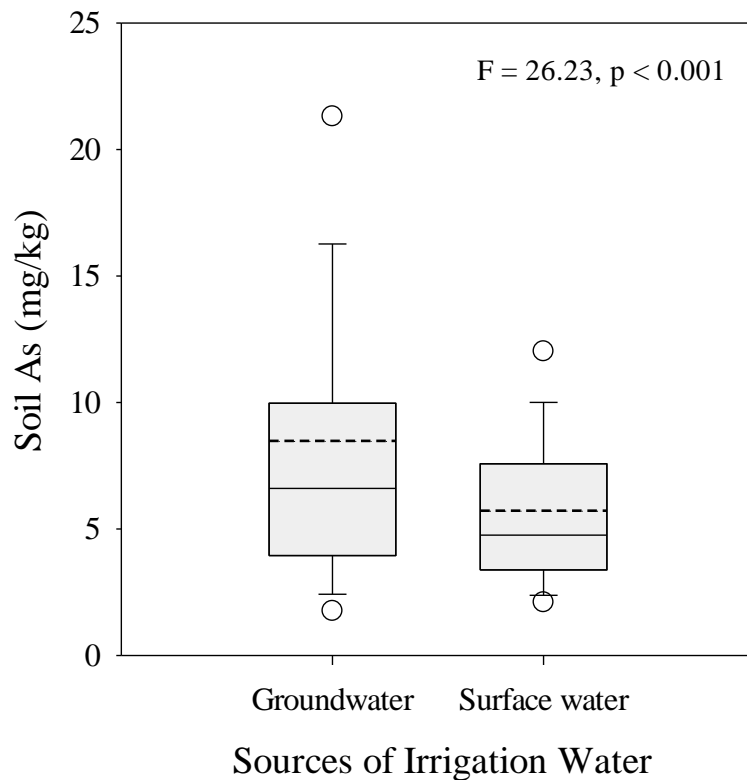 25
F = 26.23, p < 0.001
20
15
10
5
0
Soil As (mg/kg)
Groundwater
Surface water
Sources of Irrigation Water